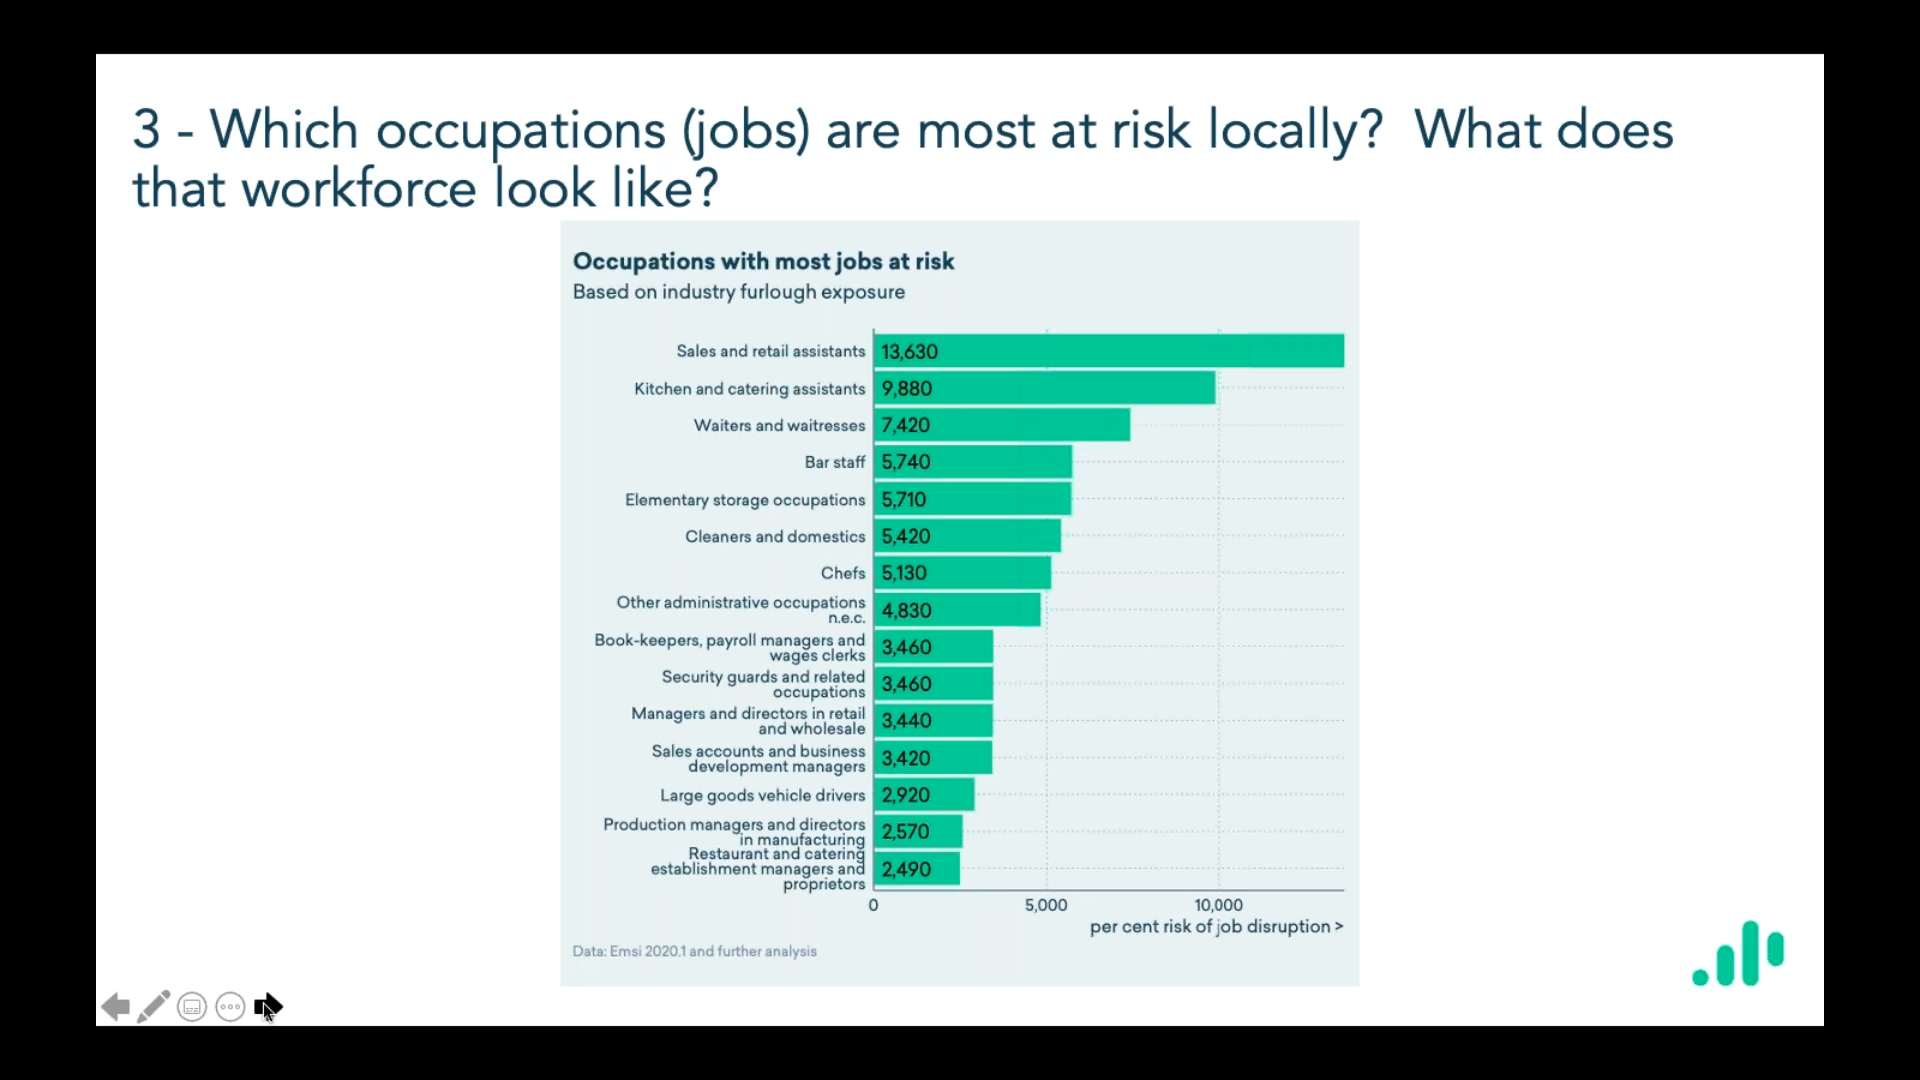 3 - Which occupations (jobs) are most at risk locally? What does
that workforce look like?
Occupations with most jobs at risk
Based on industry furlough exposure
Sales and retail assistants 13,630
Kitchen and catering assistants 9,880
Waiters and waitresses 7,420
Bar staff 5,740
Elementary storage occupations 5,710
Cleaners and domestics 5,420
Chefs 5,130
Other administrative occupations
n.e.c. 4,830
Book-keepers, payroll managers and
wages clerks 3,460
Security guards and related
occupations 3,460
Managers and directors in retail
and wholesale 3,440
Sales accounts and business
development managers 3,420
Large goods vehicle drivers 2,920
Production managers and directors
in manufacturing 2,570
Restaurant and catering
establishment managers and
proprietors 2,490
0 5,000 10,000
per cent risk of job disruption >
Data: Emsi 2020.1 and further analysis